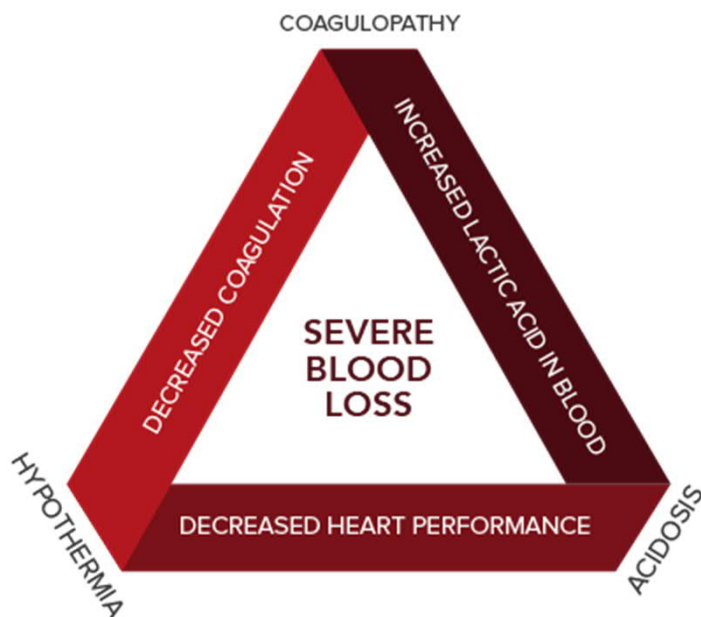 COAGULOPATHY
DECREASED COAGULATION
INCREASED LACTIC ACID IN BLOOD
SEVERE
BLOOD
LOSS
HYPOTHERMIA
DECREASED HEART PERFORMANCE
ACIDOSIS